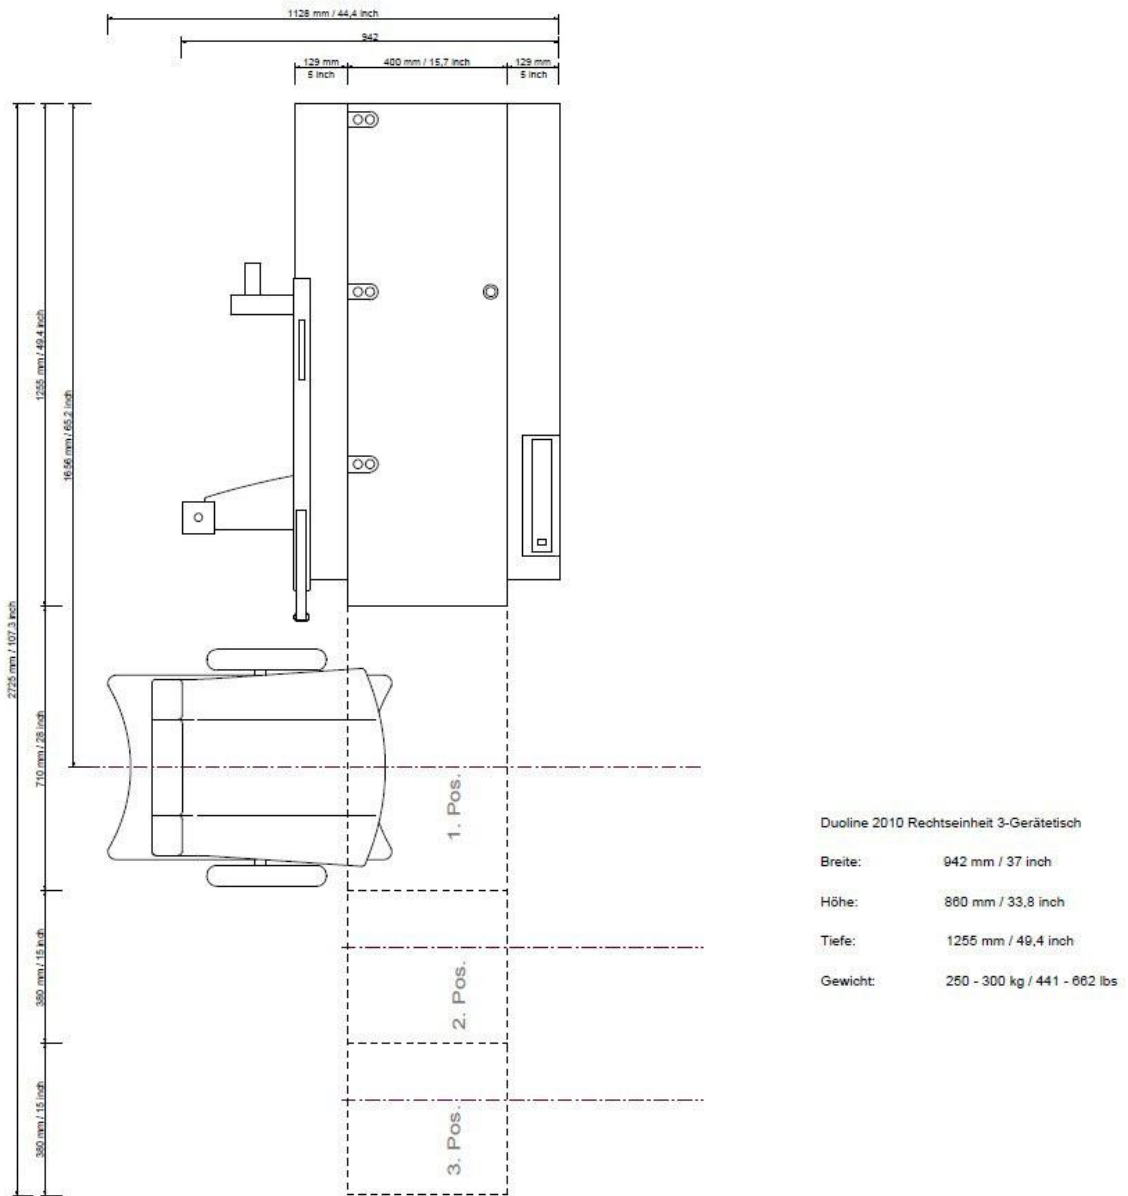 1128 mm / 44,4 inch
942
129 mm
5 inch
400 mm / 15,7 inch
129 mm
5 inch
1255 mm / 49,4 inch
1656 mm / 65,2 inch
2725 mm / 107,3 inch
710 mm / 28 inch
1. Pos.
380 mm / 15 inch
2. Pos.
380 mm / 15 inch
3. Pos.
Duoline 2010 Rechtseinheit 3-Gerätetisch
Breite: 942 mm / 37 inch
Höhe: 860 mm / 33,8 inch
Tiefe: 1255 mm / 49,4 inch
Gewicht: 250 - 300 kg / 441 - 662 lbs